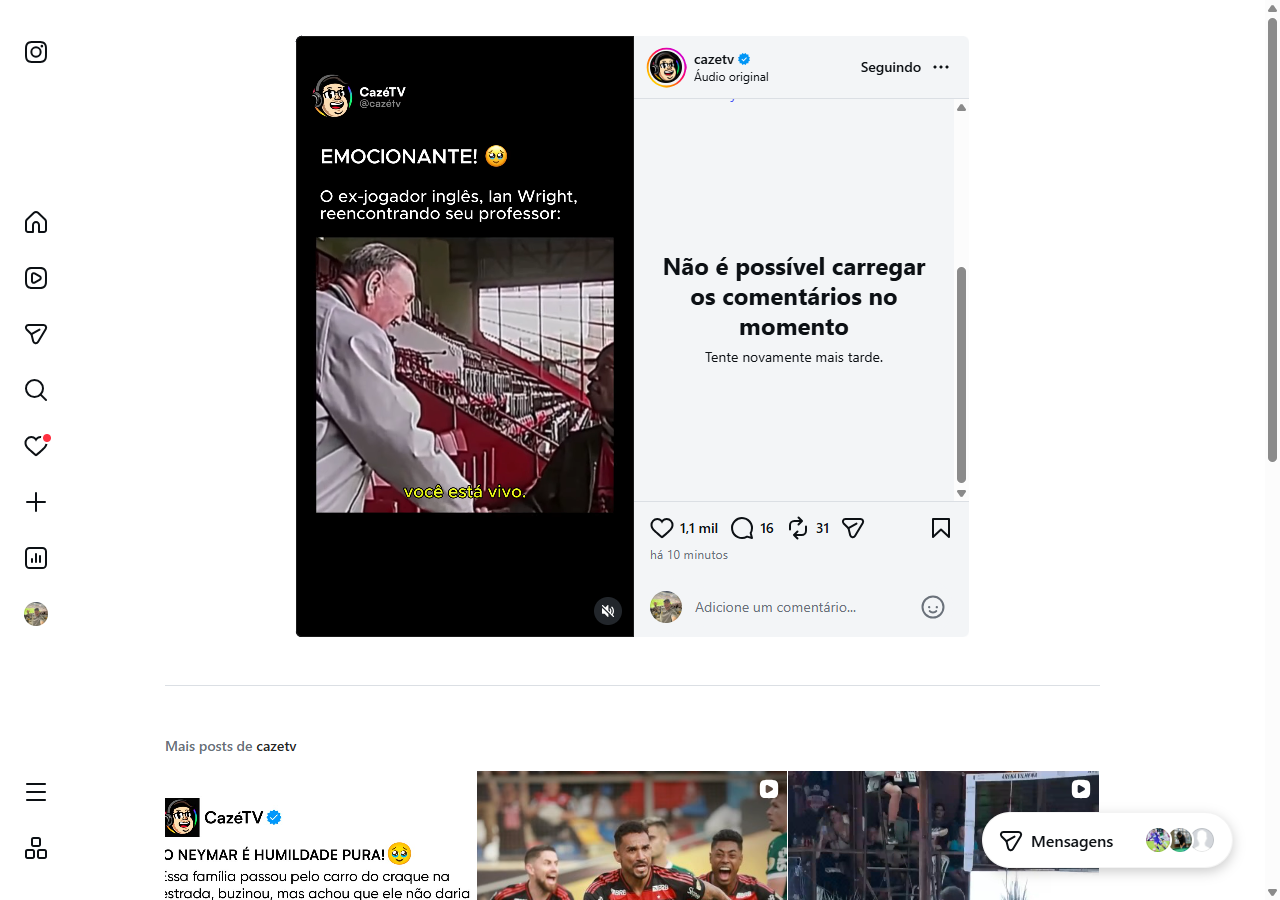 CazéTV
@cazétv
EMOCIONANTE! 🥹
O ex-jogador inglês, Ian Wright,
reencontrando seu professor:
você está vivo.
cazetv
Áudio original
Seguindo
Não é possível carregar
os comentários no
momento
Tente novamente mais tarde.
1,1 mil
16
31
há 10 minutos
Adicione um comentário...
Mais posts de cazetv
CazéTV
O NEYMAR É HUMILDADE PURA! 🥹
Essa família passou pelo carro do craque na
estrada, buzinou, mas achou que ele não daria
Mensagens